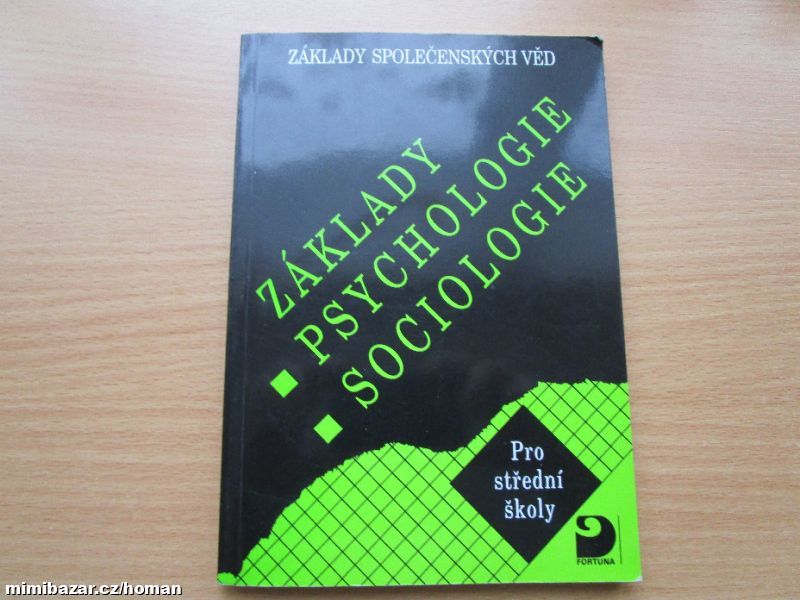 ZÁKLADY SPOLEČENSKÝCH VĚD
ZÁKLADY
PSYCHOLOGIE
SOCIOLOGIE
Pro
střední
školy
FORTUNA
mimibazar.cz/homan